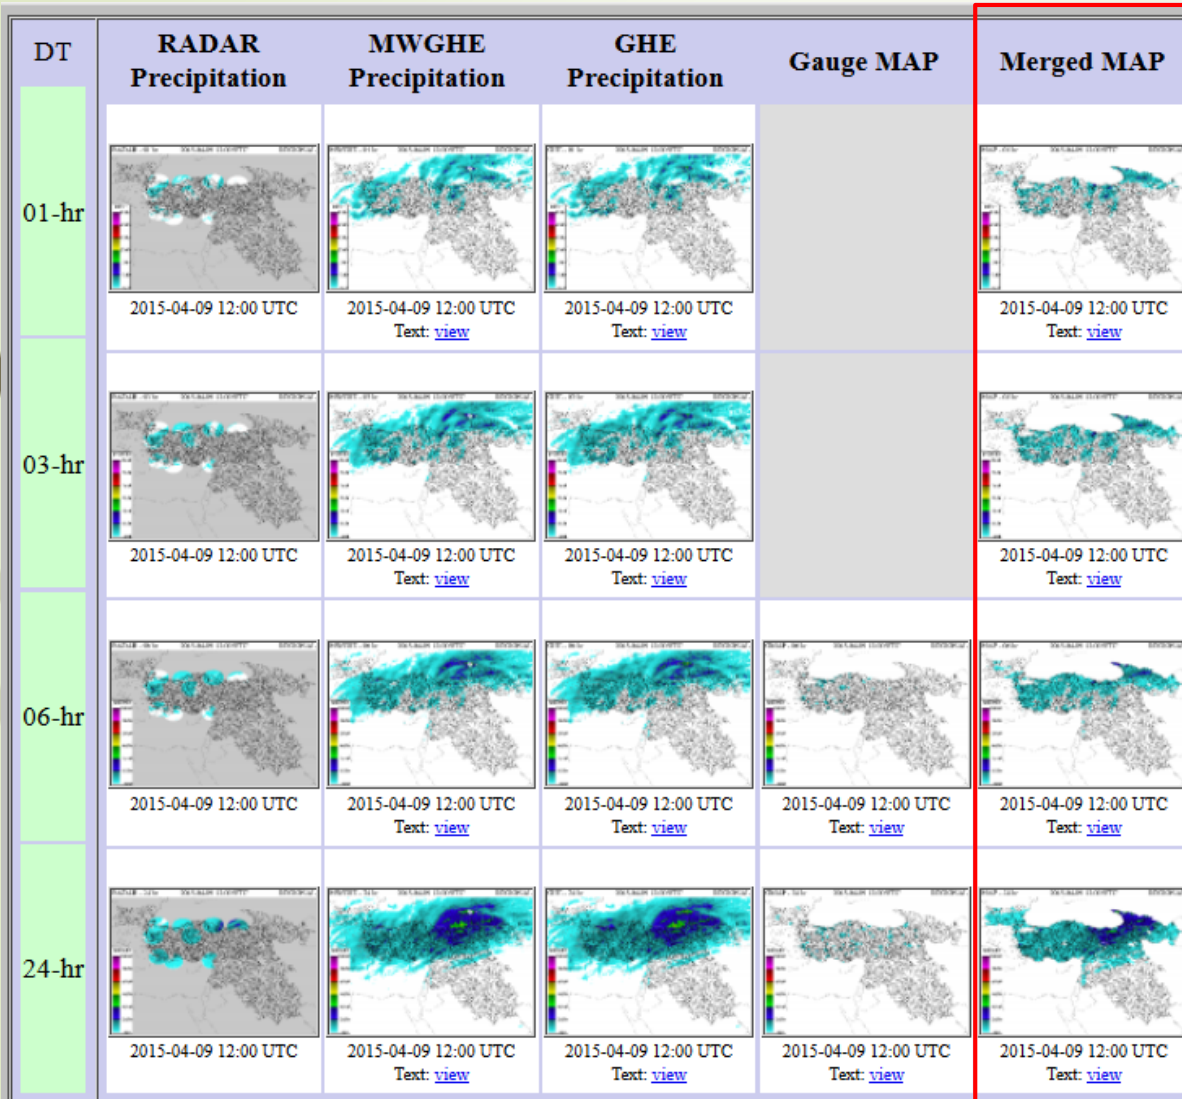 DT
RADAR
Precipitation
MWGHE
Precipitation
GHE
Precipitation
Gauge MAP
Merged MAP
01-hr
2015-04-09 12:00 UTC
2015-04-09 12:00 UTC
Text: view
2015-04-09 12:00 UTC
Text: view
2015-04-09 12:00 UTC
Text: view
03-hr
2015-04-09 12:00 UTC
2015-04-09 12:00 UTC
Text: view
2015-04-09 12:00 UTC
Text: view
2015-04-09 12:00 UTC
Text: view
06-hr
2015-04-09 12:00 UTC
2015-04-09 12:00 UTC
Text: view
2015-04-09 12:00 UTC
Text: view
2015-04-09 12:00 UTC
Text: view
2015-04-09 12:00 UTC
Text: view
24-hr
2015-04-09 12:00 UTC
2015-04-09 12:00 UTC
Text: view
2015-04-09 12:00 UTC
Text: view
2015-04-09 12:00 UTC
Text: view
2015-04-09 12:00 UTC
Text: view